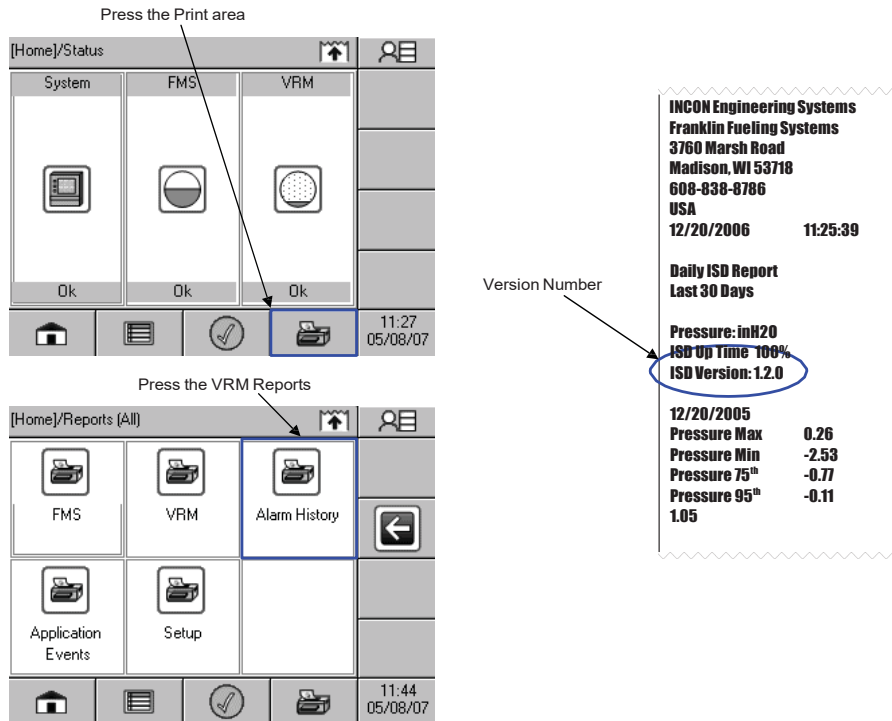 Press the Print area
[Home]/Status
System
FMS
VRM
Ok
Ok
Ok
11:27
05/08/07
Press the VRM Reports
[Home]/Reports (All)
FMS
VRM
Alarm History
Application
Events
Setup
11:44
05/08/07
Version Number
INCON Engineering Systems
Franklin Fueling Systems
3760 Marsh Road
Madison, WI 53718
608-838-8786
USA
12/20/2006 11:25:39
Daily ISD Report
Last 30 Days
Pressure: inH2O
ISD Up Time 100%
ISD Version: 1.2.0
12/20/2005
Pressure Max 0.26
Pressure Min -2.53
Pressure 75th -0.77
Pressure 95th -0.11
1.05